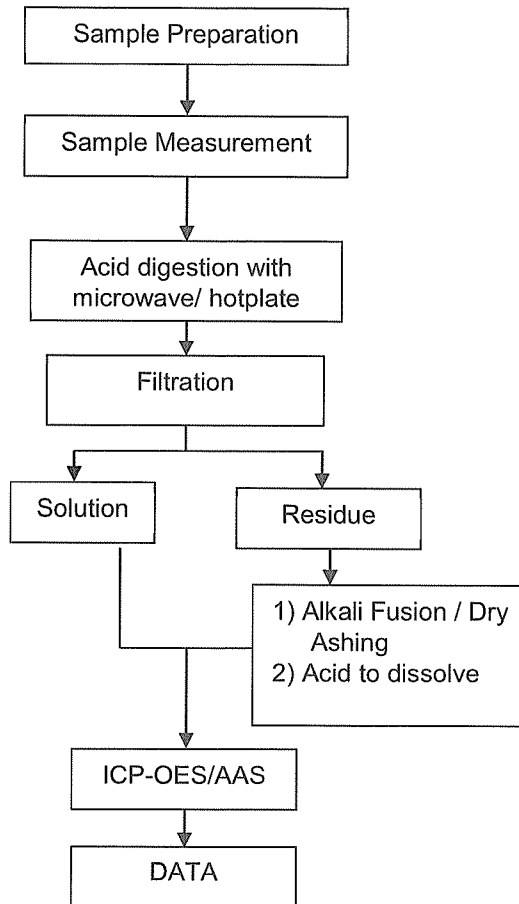 Sample Preparation
Sample Measurement
Acid digestion with
microwave/ hotplate
Filtration
Solution
Residue
1) Alkali Fusion / Dry
Ashing
2) Acid to dissolve
ICP-OES/AAS
DATA